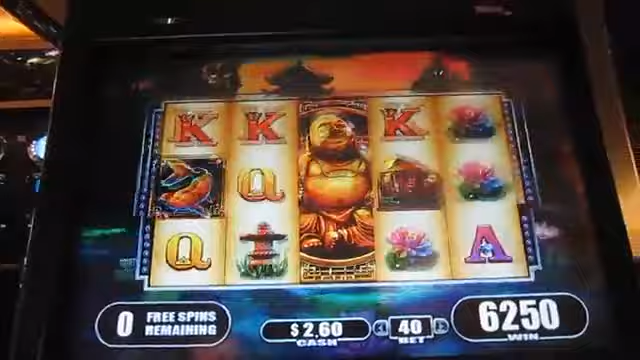 K K K
Q
Q A
0 FREE SPINS
REMAINING
$2.60
CASH
40
BET
6250
WIN